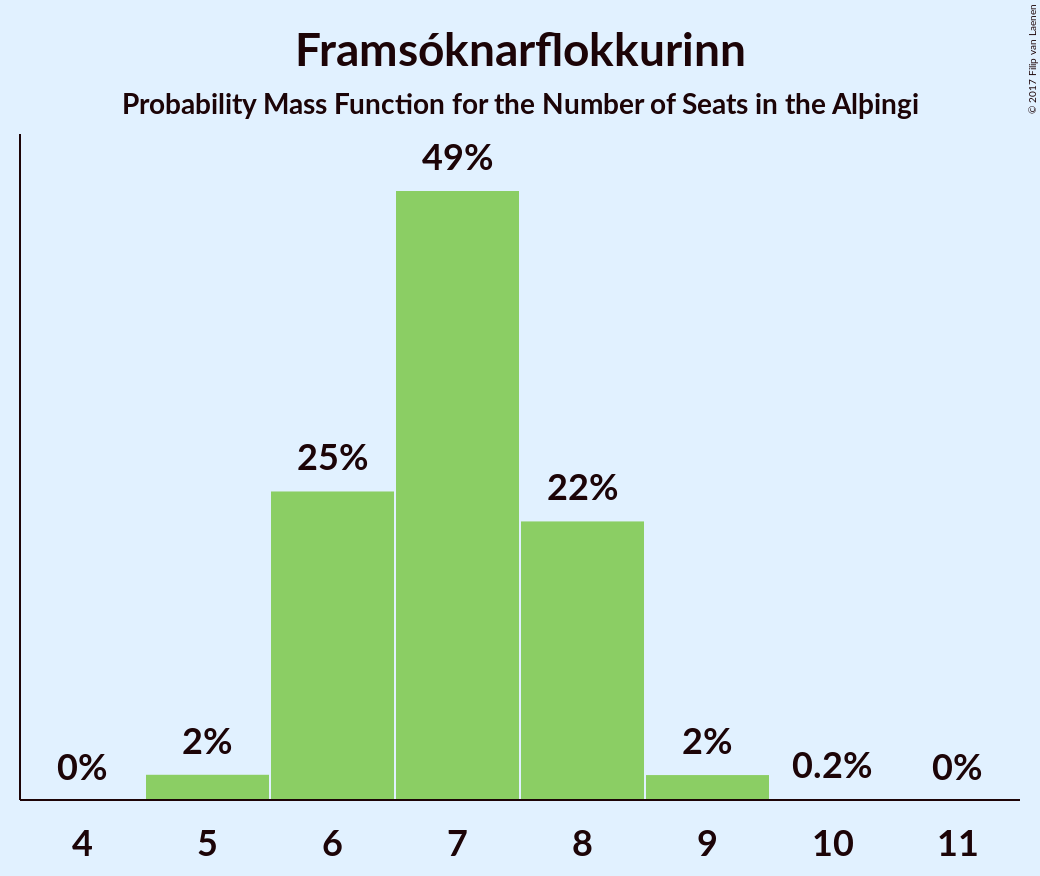 Framsóknarflokkurinn
Probability Mass Function for the Number of Seats in the Alþingi
© 2017 Filip van Laenen
49%
25%
22%
2%
2%
0%
0.2%
0%
4 5 6 7 8 9 10 11